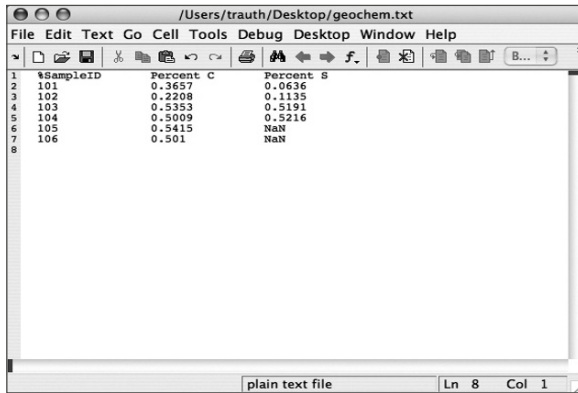 /Users/trauth/Desktop/geochem.txt
File Edit Text Go Cell Tools Debug Desktop Window Help
B...
1 %SampleID Percent C Percent S
2 101 0.3657 0.0636
3 102 0.2208 0.1135
4 103 0.5353 0.5191
5 104 0.5009 0.5216
6 105 0.5415 NaN
7 106 0.501 NaN
8
plain text file Ln 8 Col 1